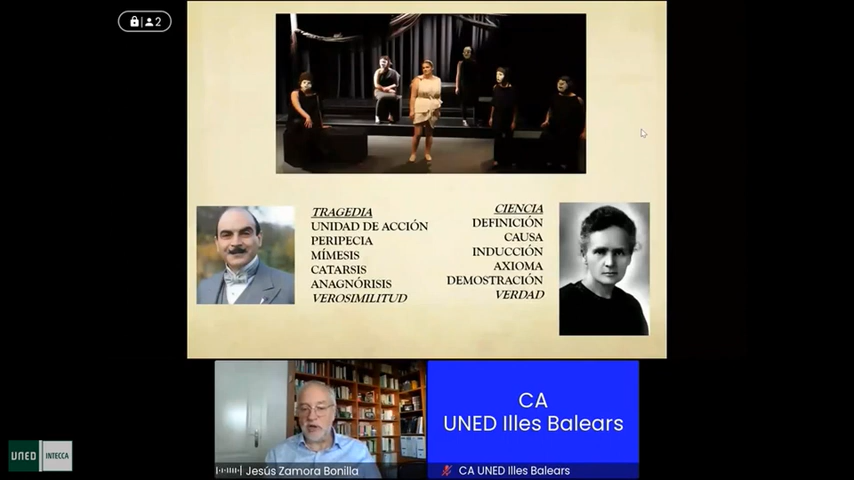 2
TRAGEDIA
UNIDAD DE ACCIÓN
PERIPECIA
MÍMESIS
CATARSIS
ANAGNÓRISIS
VEROSIMILITUD
CIENCIA
DEFINICIÓN
CAUSA
INDUCCIÓN
AXIOMA
DEMOSTRACIÓN
VERDAD
CA
UNED Illes Balears
Jesús Zamora Bonilla
CA UNED Illes Balears
UNED INTECCA